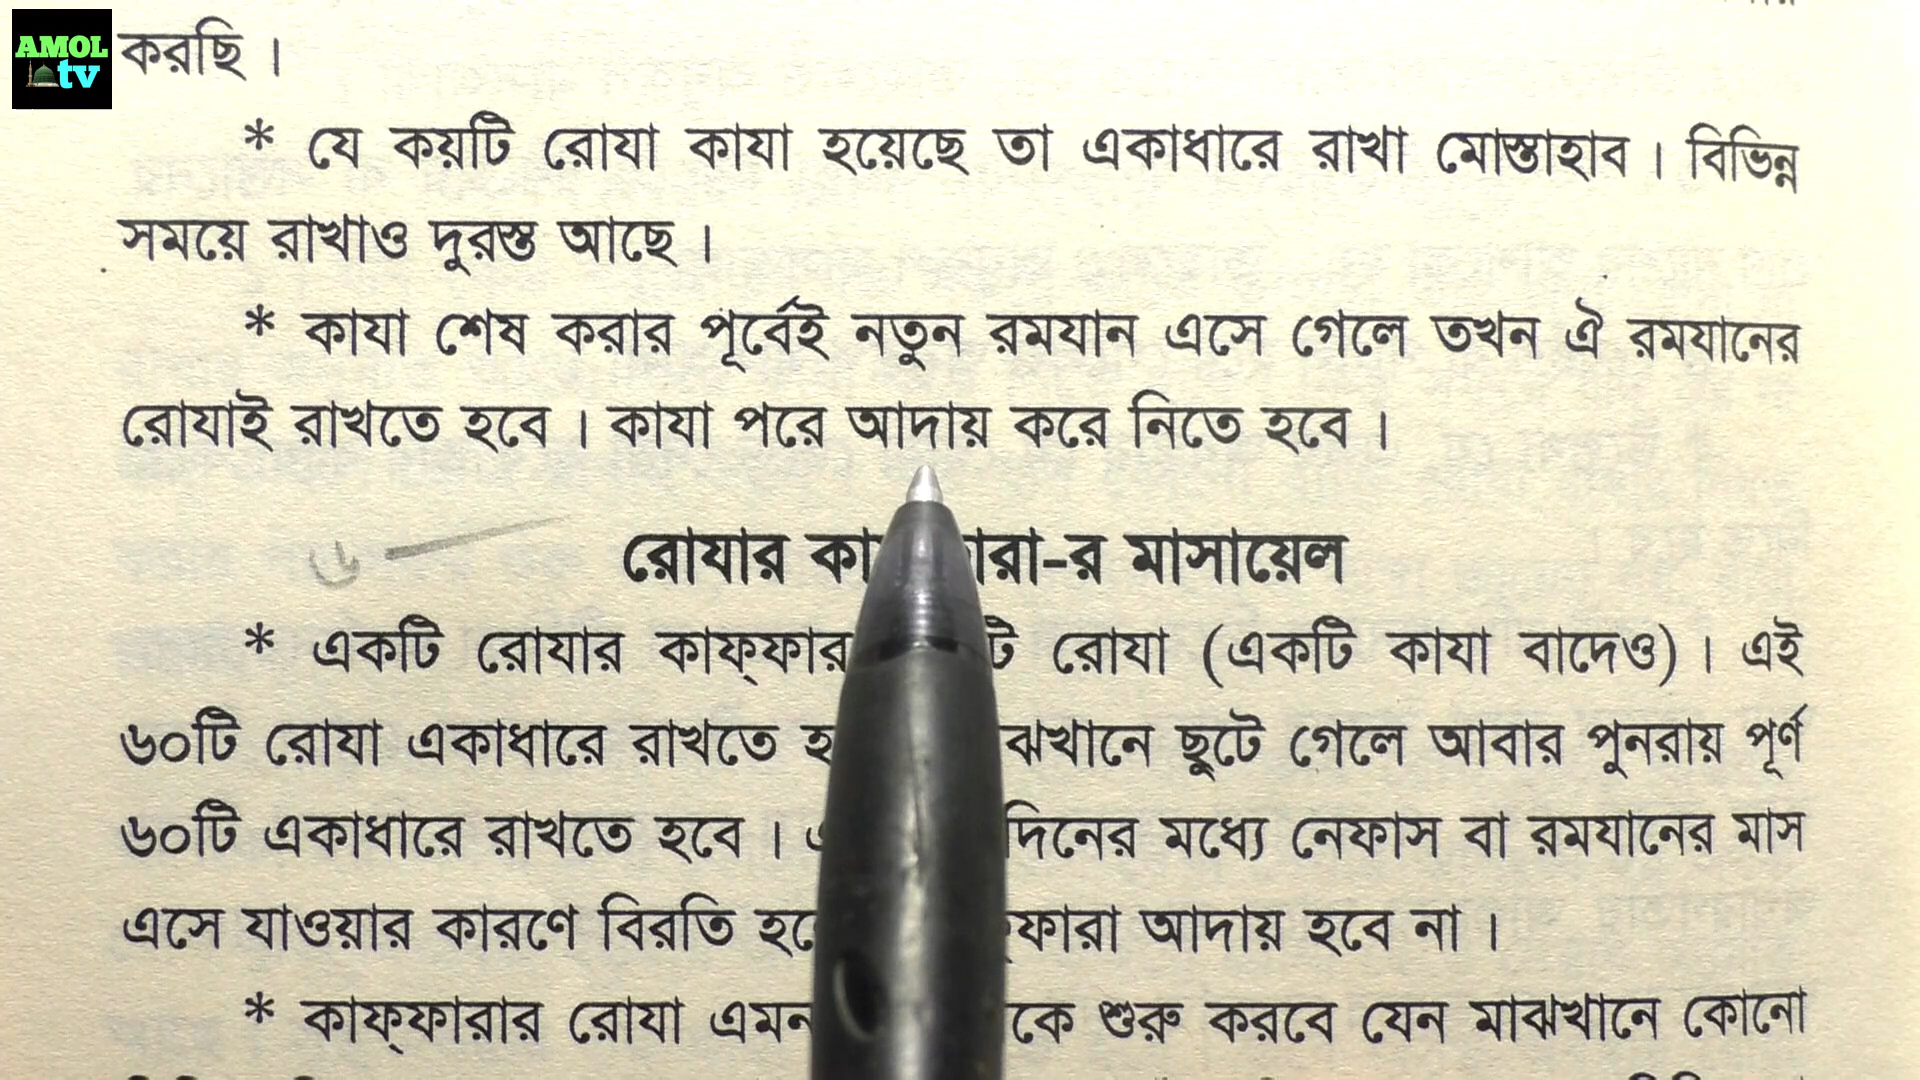 AMOL
tv
করছি ।
* যে কয়টি রোযা কাযা হয়েছে তা একাধারে রাখা মোস্তাহাব । বিভিন্ন
সময়ে রাখাও দুরস্ত আছে ।
* কাযা শেষ করার পূর্বেই নতুন রমযান এসে গেলে তখন ঐ রমযানের
রোযাই রাখতে হবে । কাযা পরে আদায় করে নিতে হবে ।
রোযার মাসায়েল
* একটি রোযার রোযা (একটি কাযা বাদেও) । এই
৬০টি রোযা একাধারে রাখতে ছুটে গেলে আবার পুনরায় পূর্ণ
৬০টি একাধারে রাখতে হবে । দিনের মধ্যে নেফাস বা রমযানের মাস
এসে যাওয়ার কারণে বিরতি আদায় হবে না ।
* কাফ্ফারার রোযা এমন শুরু করবে যেন মাঝখানে কোনো